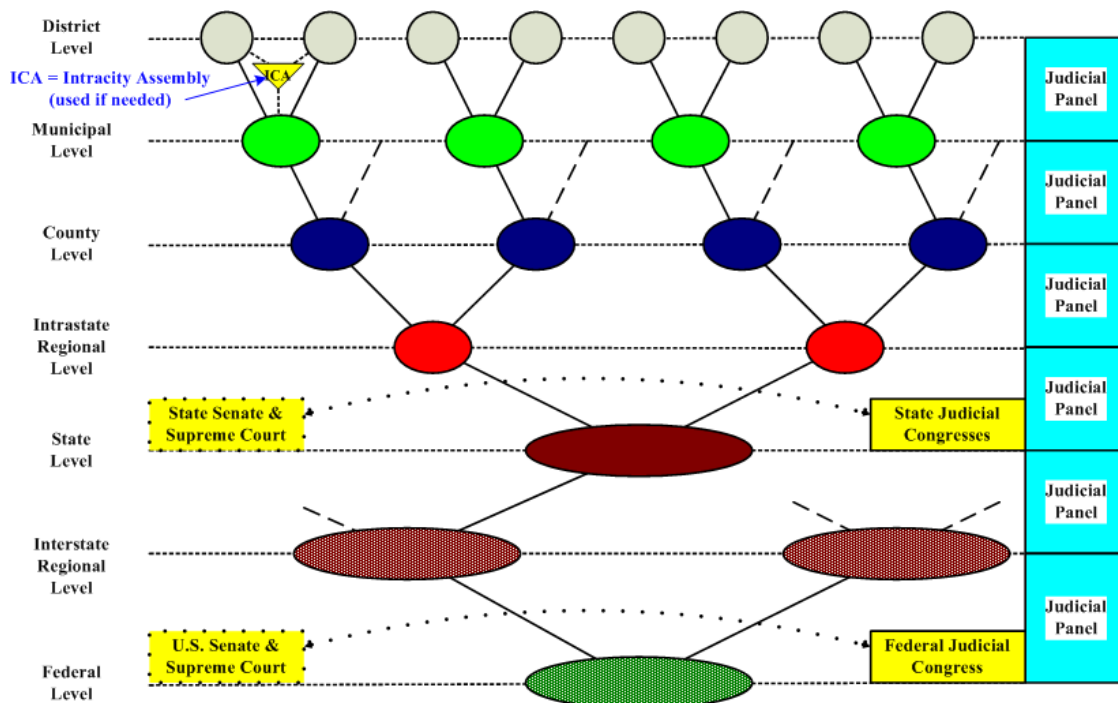 District
Level
ICA = Intracity Assembly
(used if needed)
ICA
Judicial
Panel
Municipal
Level
Judicial
Panel
County
Level
Judicial
Panel
Intrastate
Regional
Level
State Senate &
Supreme Court
State Judicial
Congresses
Judicial
Panel
State
Level
Judicial
Panel
Interstate
Regional
Level
Judicial
Panel
U.S. Senate &
Supreme Court
Federal Judicial
Congress
Federal
Level